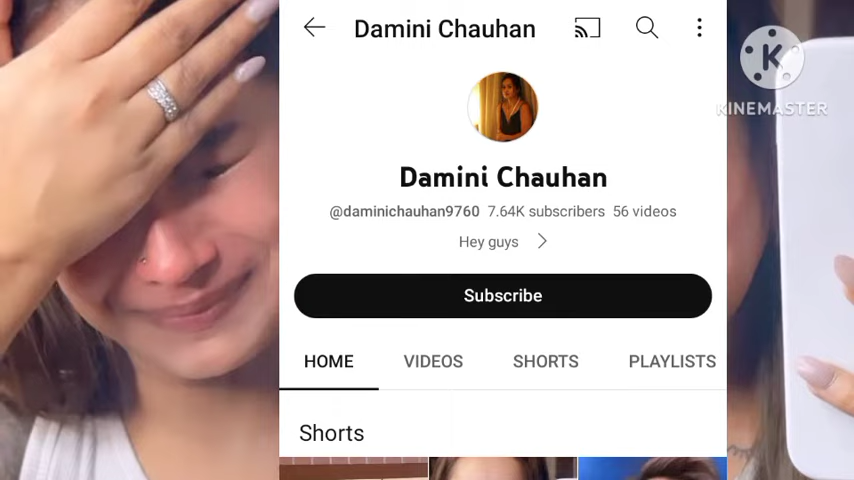 Damini Chauhan
K
KINEMASTER
Damini Chauhan
@daminichauhan9760 7.64K subscribers 56 videos
Hey guys
Subscribe
HOME VIDEOS SHORTS PLAYLISTS
Shorts